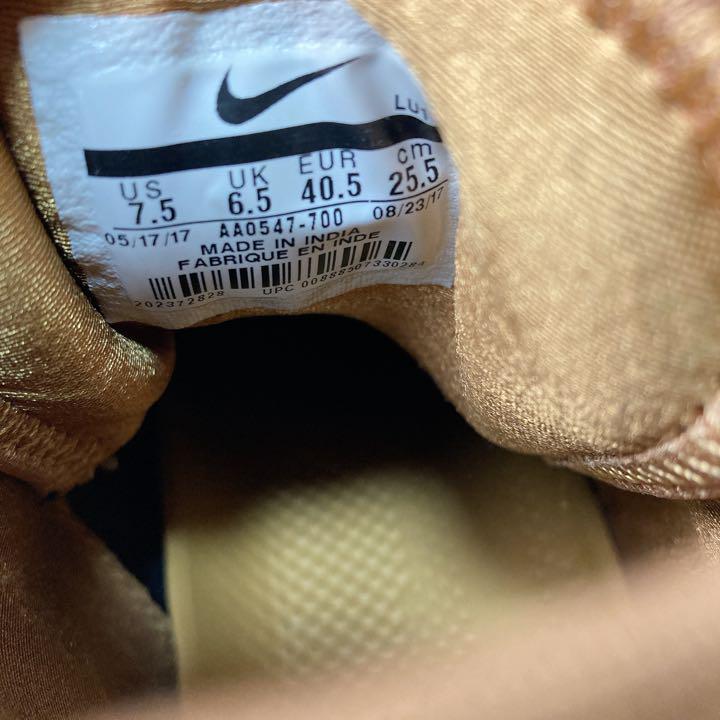 US UK EUR cm
7.5 6.5 40.5 25.5
05/17/17 AA0547-700 08/23/17
MADE IN INDIA
FABRIQUE EN INDE
202372828 UPC 00888507330284